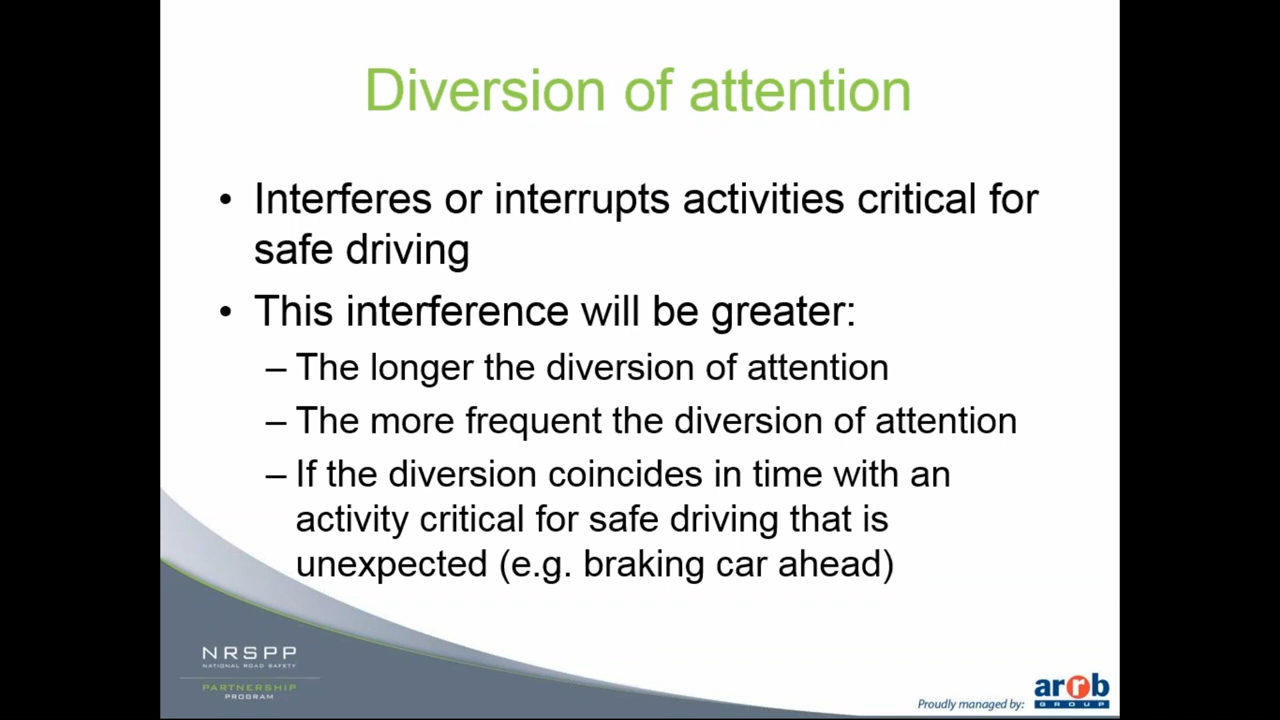 Diversion of attention
• Interferes or interrupts activities critical for
safe driving
• This interference will be greater:
– The longer the diversion of attention
– The more frequent the diversion of attention
– If the diversion coincides in time with an
activity critical for safe driving that is
unexpected (e.g. braking car ahead)
NRSPP
NATIONAL ROAD SAFETY
PARTNERSHIP
PROGRAM
Proudly managed by:
arrb
GROUP